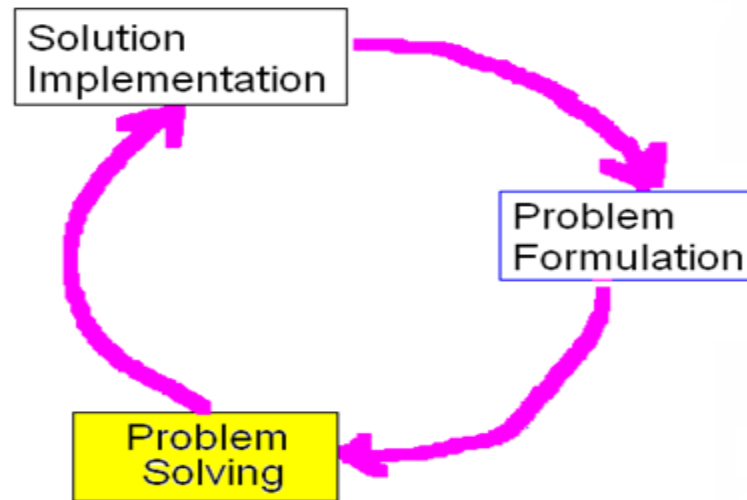 Solution
Implementation
Problem
Formulation
Problem
Solving